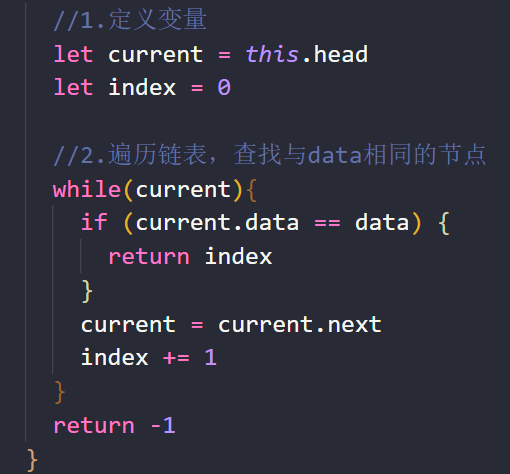 //1.定义变量
let current = this.head
let index = 0
//2.遍历链表，查找与data相同的节点
while(current){
if (current.data == data) {
return index
}
current = current.next
index += 1
}
return -1
}